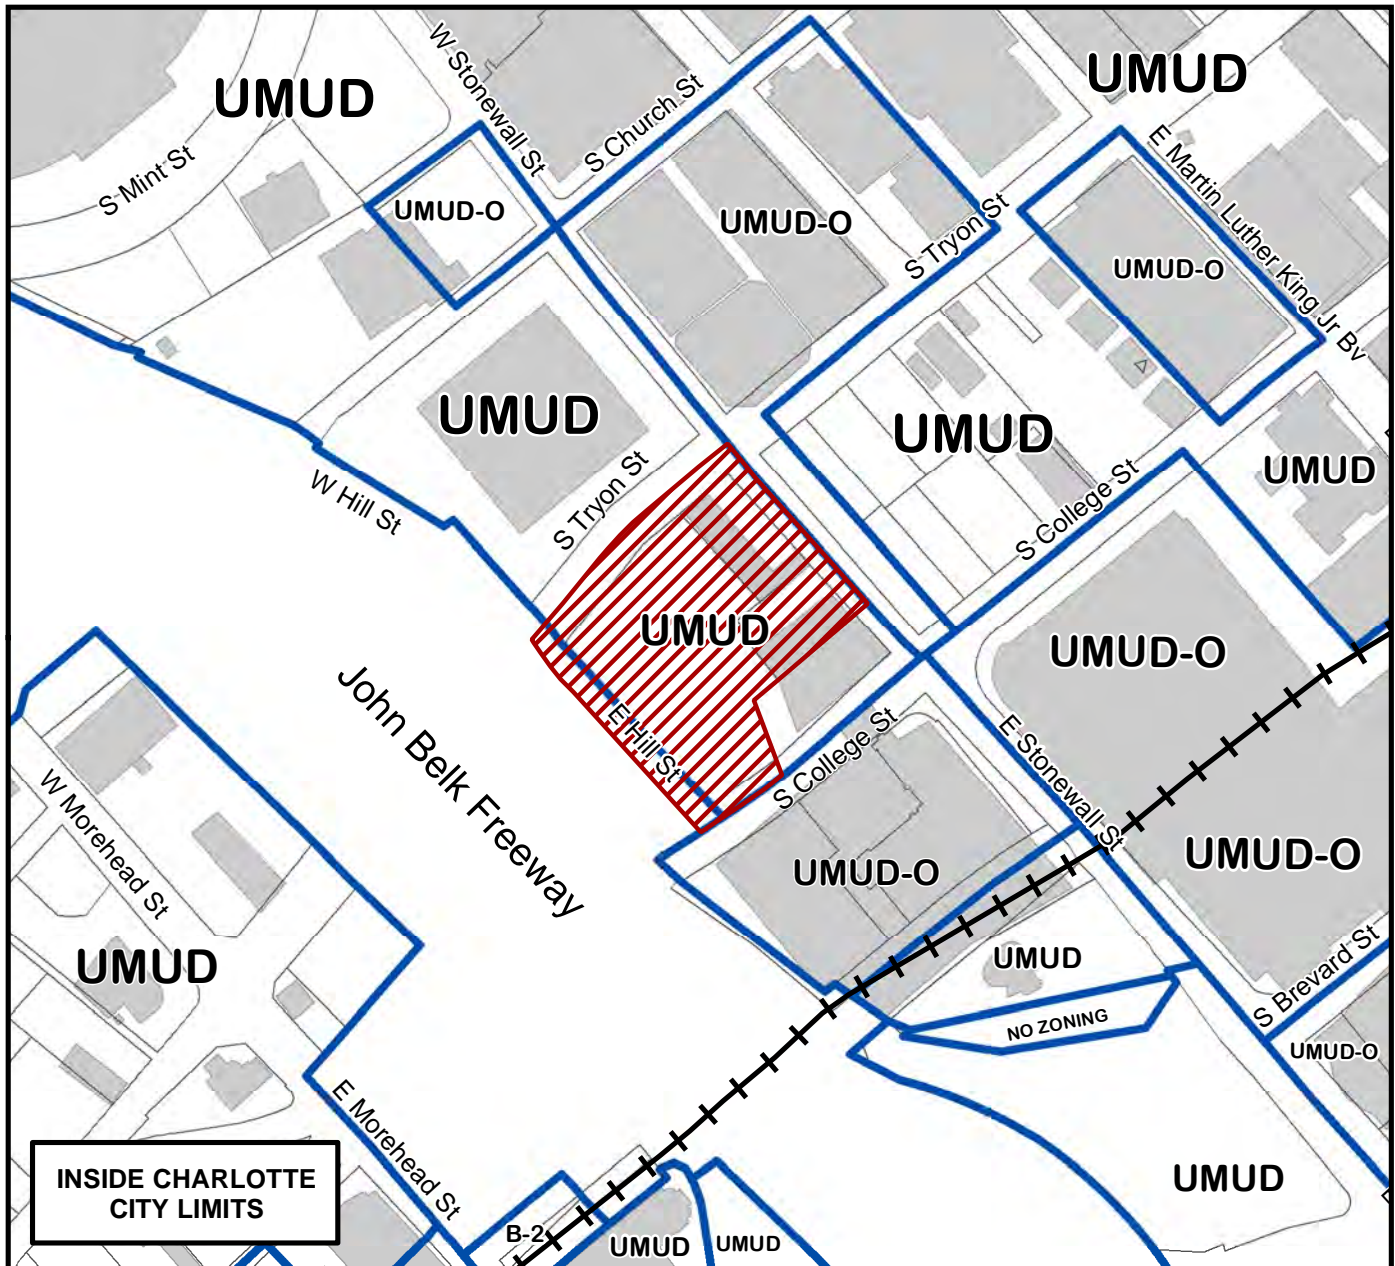 UMUD
W Stonewall St
S Church St
UMUD
S Mint St
UMUD-O
UMUD-O
S Tryon St
E Martin Luther King Jr Bv
UMUD-O
UMUD
UMUD
UMUD
W Hill St
S Tryon St
S College St
UMUD
UMUD-O
John Belk Freeway
E Hill St
S College St
E Stonewall St
W Morehead St
UMUD-O
UMUD-O
UMUD
UMUD
S Brevard St
NO ZONING
UMUD-O
E Morehead St
INSIDE CHARLOTTE
CITY LIMITS
UMUD
B-2
UMUD
UMUD